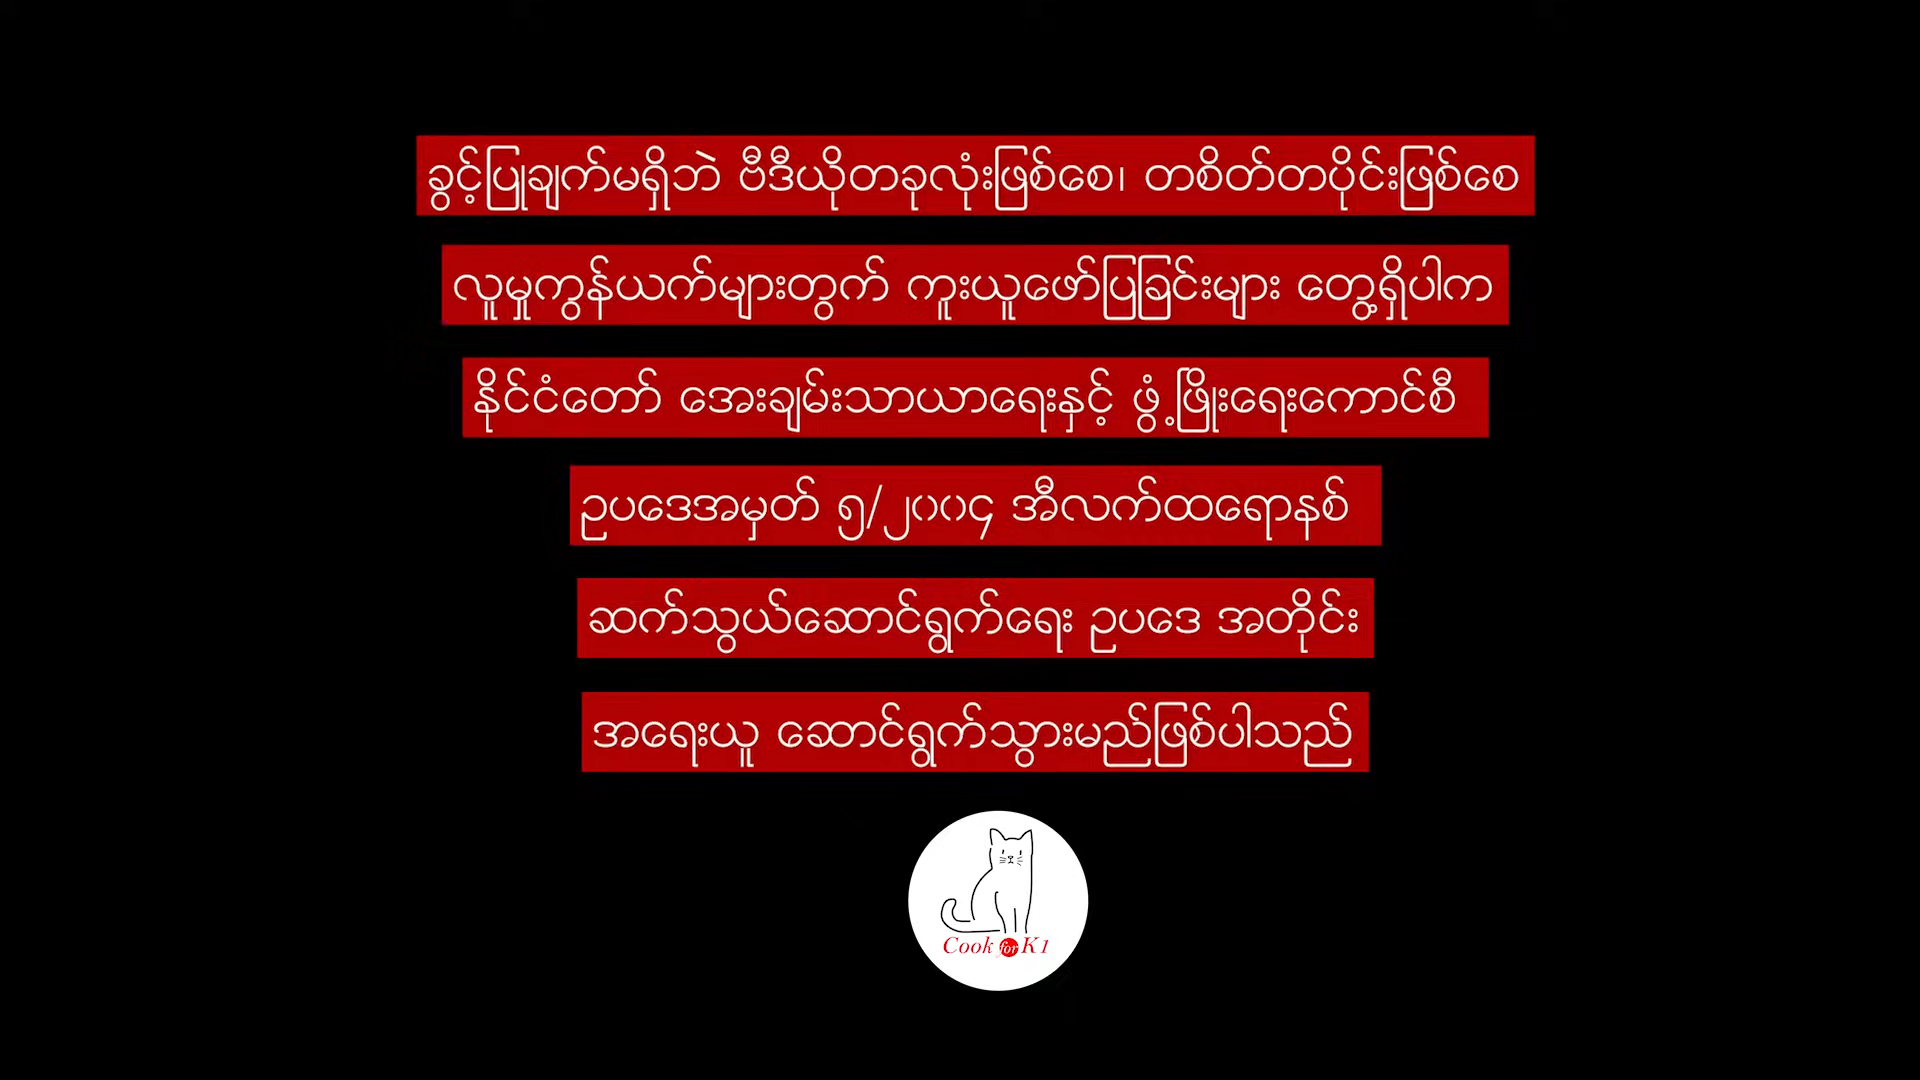 ခွင့်ပြုချက်မရှိဘဲ ဗီဒီယိုတခုလုံးဖြစ်စေ၊ တစိတ်တပိုင်းဖြစ်စေ
လူမှုကွန်ယက်များတွက် ကူးယူဖော်ပြခြင်းများ တွေ့ရှိပါက
နိုင်ငံတော် အေးချမ်းသာယာရေးနှင့် ဖွံ့ဖြိုးရေးကောင်စီ
ဥပဒေအမှတ် ၅/၂၀၀၄ အီလက်ထရောနစ်
ဆက်သွယ်ဆောင်ရွက်ရေး ဥပဒေ အတိုင်း
အရေးယူ ဆောင်ရွက်သွားမည်ဖြစ်ပါသည်
Cook for K1